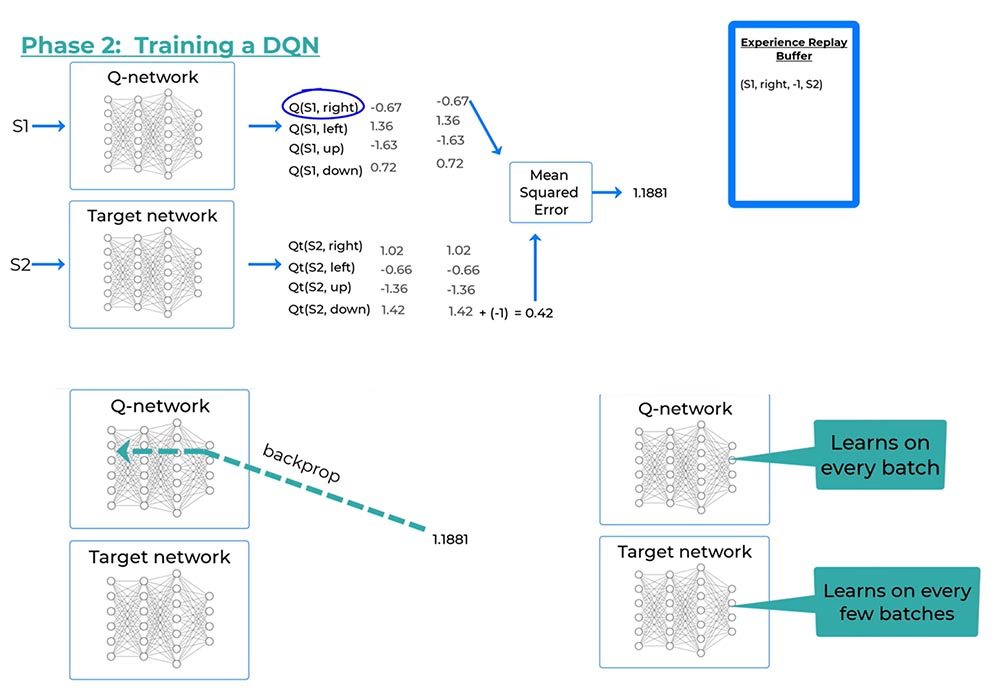 Phase 2: Training a DQN
Q-network
S1
Q(S1, right) -0.67 -0.67
Q(S1, left) 1.36 1.36
Q(S1, up) -1.63 -1.63
Q(S1, down) 0.72 0.72
Mean
Squared
Error
1.1881
Experience Replay
Buffer
(S1, right, -1, S2)
Target network
S2
Qt(S2, right) 1.02 1.02
Qt(S2, left) -0.66 -0.66
Qt(S2, up) -1.36 -1.36
Qt(S2, down) 1.42 1.42 + (-1) = 0.42
Q-network
backprop
1.1881
Target network
Q-network
Learns on
every batch
Target network
Learns on every
few batches